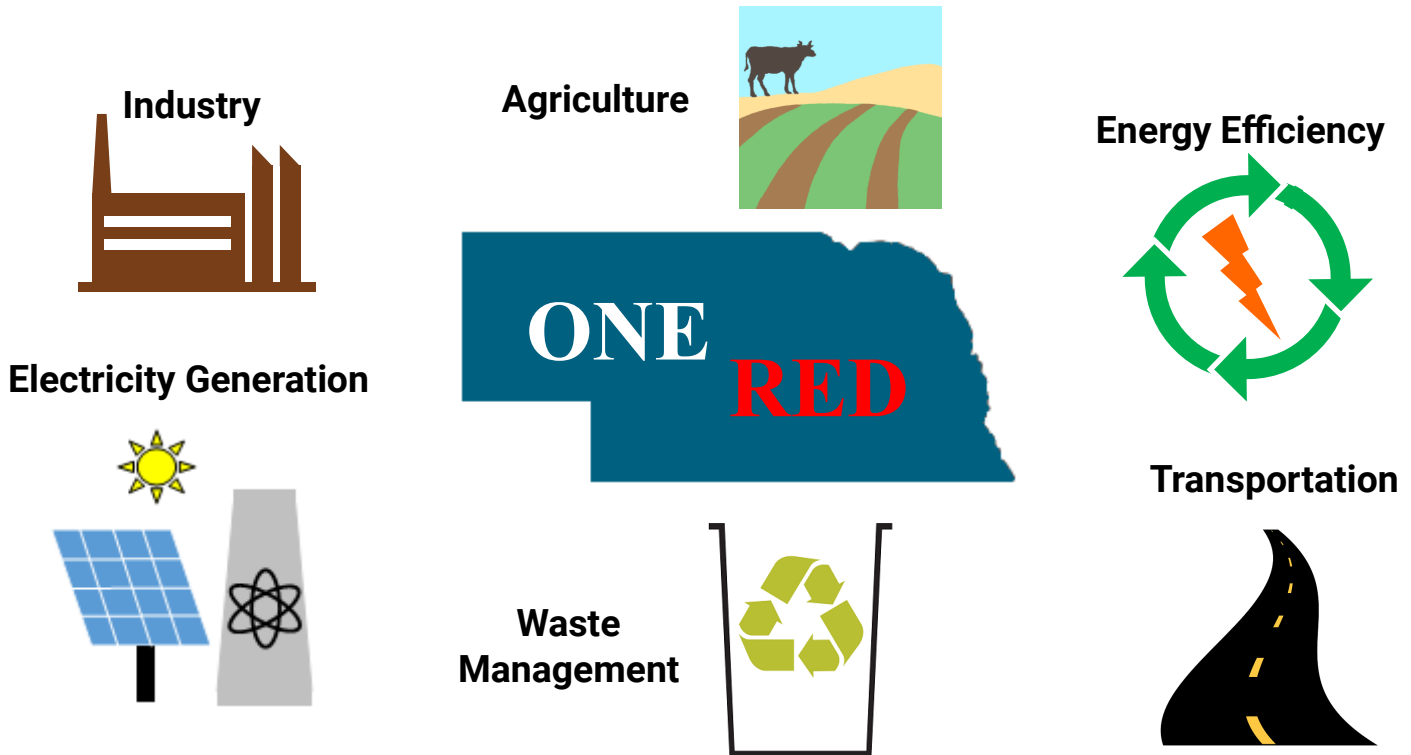 Industry
Agriculture
Energy Efficiency
ONE
RED
Electricity Generation
Transportation
Waste
Management